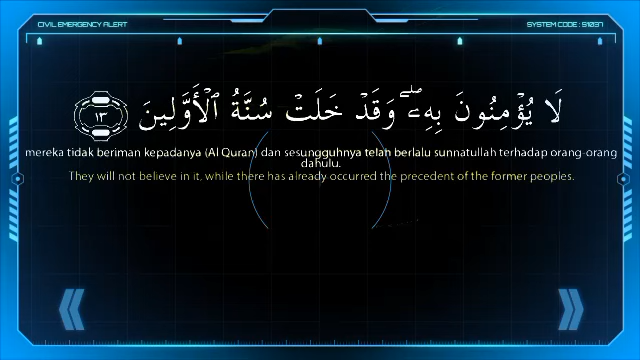 CIVIL EMERGENCY ALERT
SYSTEM CODE : S1037
لَا يُؤْمِنُونَ بِهِۦ ۖ وَقَدْ خَلَتْ سُنَّةُ ٱلْأَوَّلِينَ ١٣
mereka tidak beriman kepadanya (Al Quran) dan sesungguhnya telah berlalu sunnatullah terhadap orang-orang
dahulu.
They will not believe in it, while there has already occurred the precedent of the former peoples.